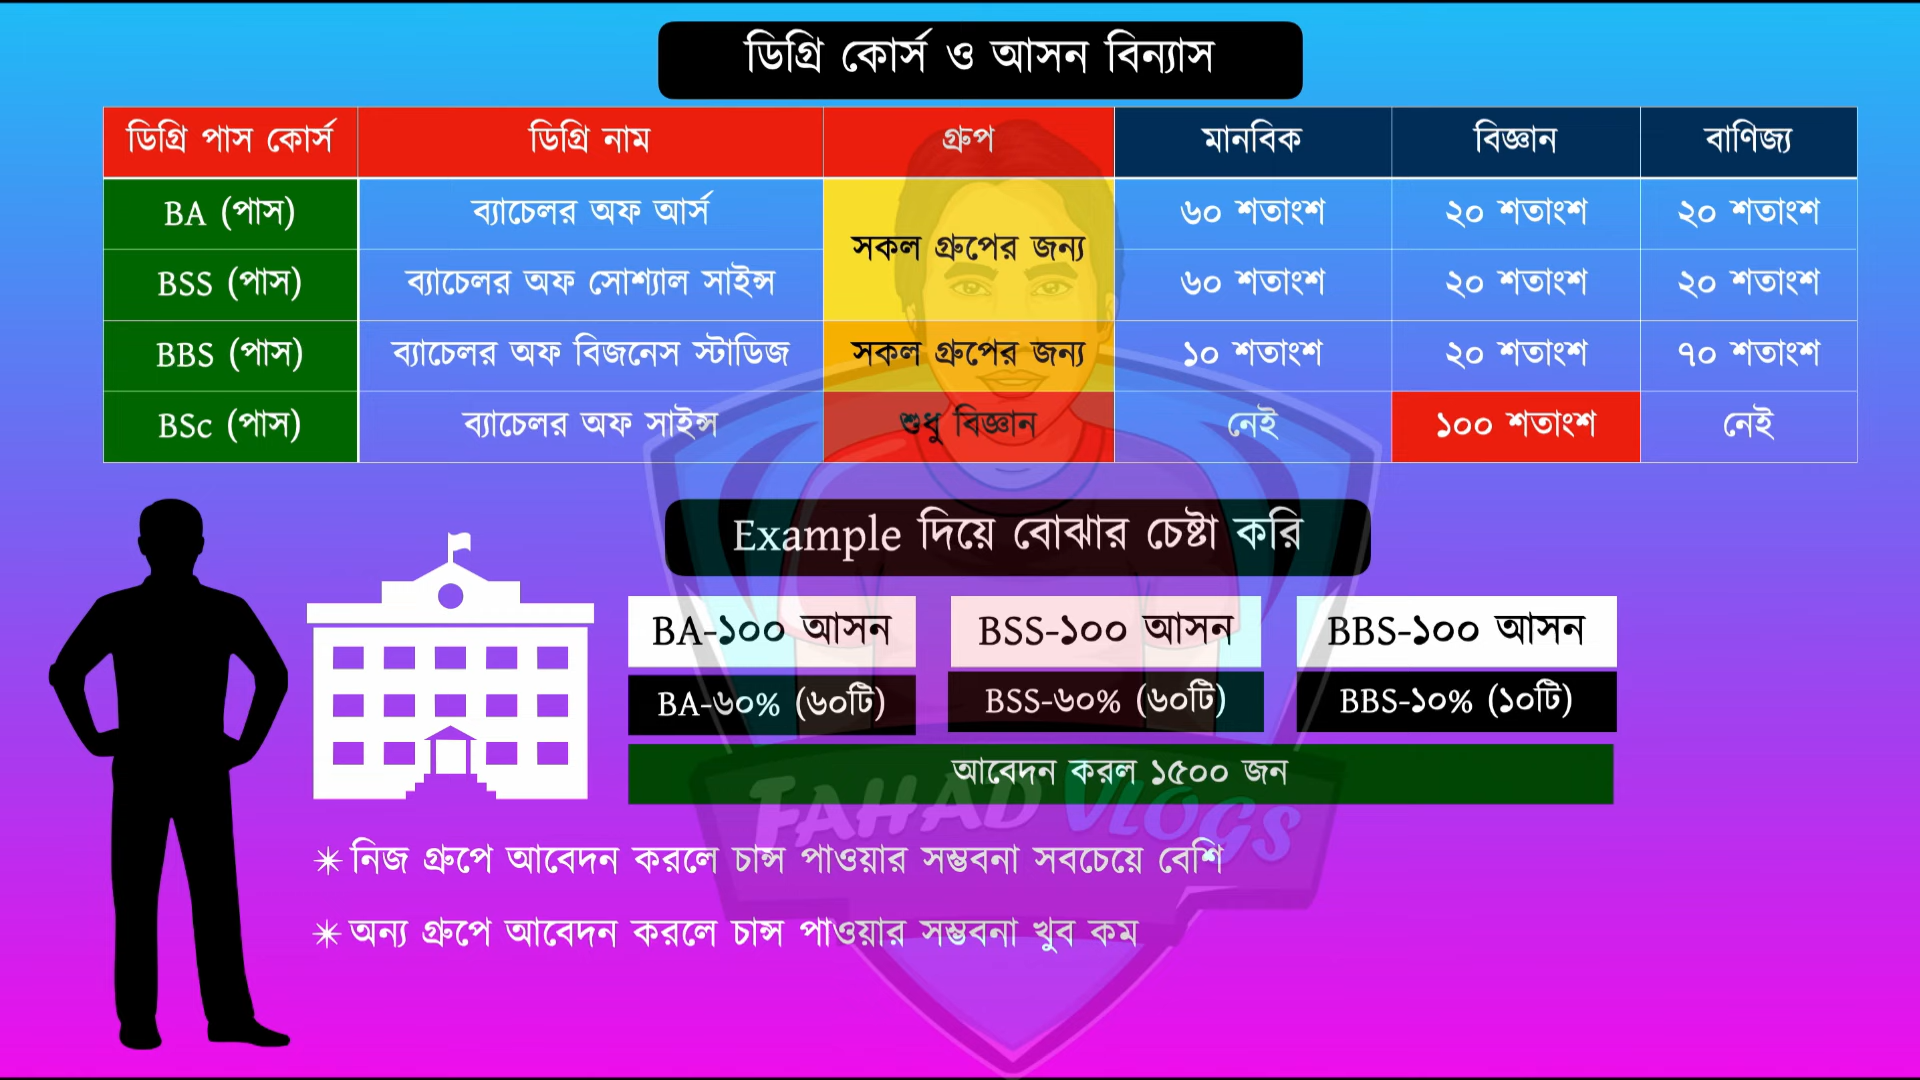 ডিগ্রি কোর্স ও আসন বিন্যাস
ডিগ্রি পাস কোর্স ডিগ্রি নাম গ্রুপ মানবিক বিজ্ঞান বাণিজ্য
BA (পাস) ব্যাচেলর অফ আর্স সকল গ্রুপের জন্য ৬০ শতাংশ ২০ শতাংশ ২০ শতাংশ
BSS (পাস) ব্যাচেলর অফ সোশ্যাল সাইন্স ৬০ শতাংশ ২০ শতাংশ ২০ শতাংশ
BBS (পাস) ব্যাচেলর অফ বিজনেস স্টাডিজ সকল গ্রুপের জন্য ১০ শতাংশ ২০ শতাংশ ৭০ শতাংশ
BSc (পাস) ব্যাচেলর অফ সাইন্স শুধু বিজ্ঞান নেই ১০০ শতাংশ নেই
Example দিয়ে বোঝার চেষ্টা করি
BA-১০০ আসন BSS-১০০ আসন BBS-১০০ আসন
BA-৬০% (৬০টি) BSS-৬০% (৬০টি) BBS-১০% (১০টি)
আবেদন করল ১৫০০ জন
FAHAD VLOGS
✴ নিজ গ্রুপে আবেদন করলে চান্স পাওয়ার সম্ভবনা সবচেয়ে বেশি
✴ অন্য গ্রুপে আবেদন করলে চান্স পাওয়ার সম্ভবনা খুব কম